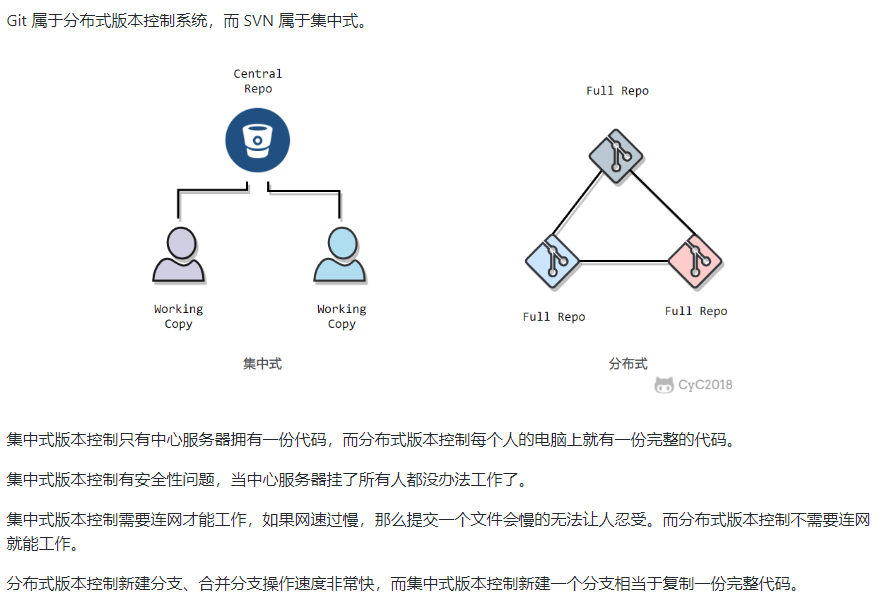 Git 属于分布式版本控制系统，而 SVN 属于集中式。
Central
Repo
Working
Copy
Working
Copy
集中式
Full Repo
Full Repo
Full Repo
分布式
CyC2018
集中式版本控制只有中心服务器拥有一份代码，而分布式版本控制每个人的电脑上就有一份完整的代码。
集中式版本控制有安全性问题，当中心服务器挂了所有人都没办法工作了。
集中式版本控制需要连网才能工作，如果网速过慢，那么提交一个文件会慢的无法让人忍受。而分布式版本控制不需要连网
就能工作。
分布式版本控制新建分支、合并分支操作速度非常快，而集中式版本控制新建一个分支相当于复制一份完整代码。